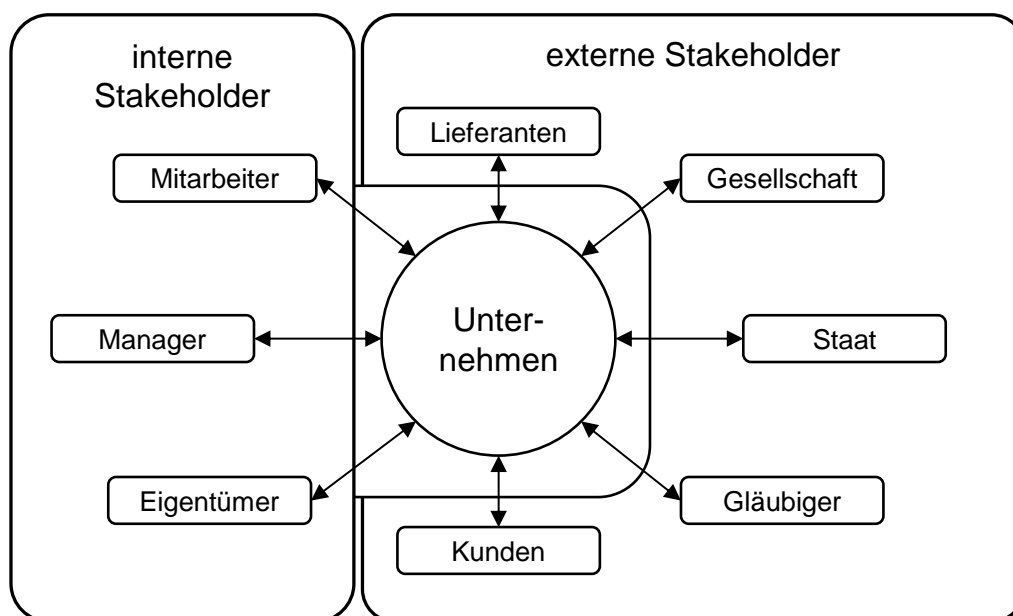 interne
Stakeholder
externe Stakeholder
Lieferanten
Mitarbeiter
Gesellschaft
Manager
Unter-
nehmen
Staat
Eigentümer
Gläubiger
Kunden